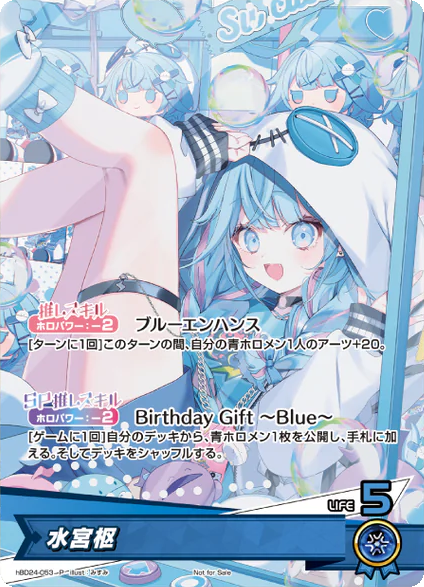 推しスキル
ホロパワー：－2
ブルーエンハンス
[ターンに1回]このターンの間、自分の青ホロメン1人のアーツ+20。
SP推しスキル
ホロパワー：－2
Birthday Gift ～Blue～
[ゲームに1回]自分のデッキから、青ホロメン1枚を公開し、手札に加
える。そしてデッキをシャッフルする。
LIFE 5
水宮枢
hBD24-053 P illust:みすみ Not for Sale